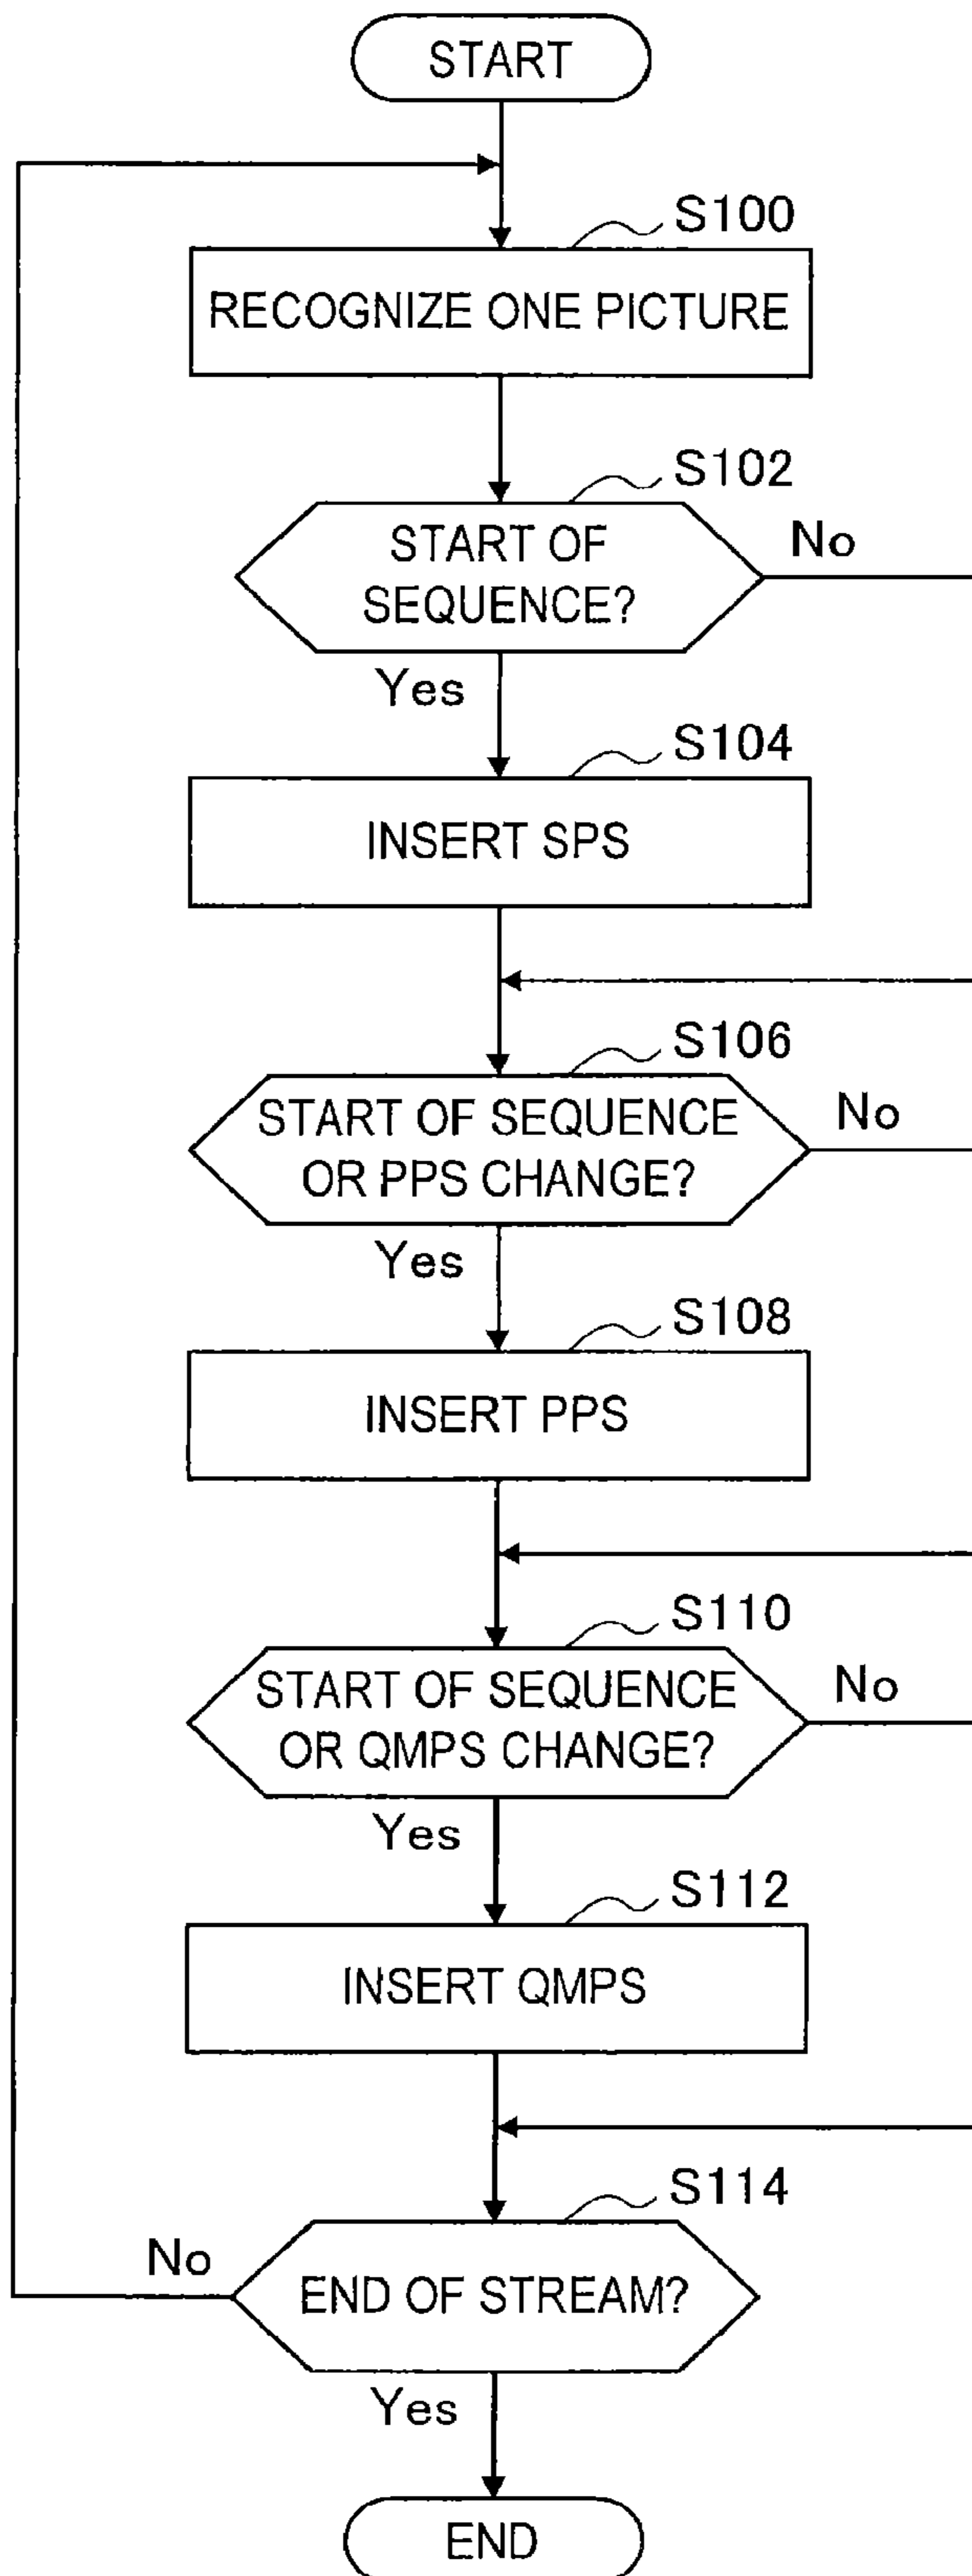 START
S100
RECOGNIZE ONE PICTURE
S102
START OF
SEQUENCE?
No
Yes
S104
INSERT SPS
S106
START OF SEQUENCE
OR PPS CHANGE?
No
Yes
S108
INSERT PPS
S110
START OF SEQUENCE
OR QMPS CHANGE?
No
Yes
S112
INSERT QMPS
S114
No
END OF STREAM?
Yes
END